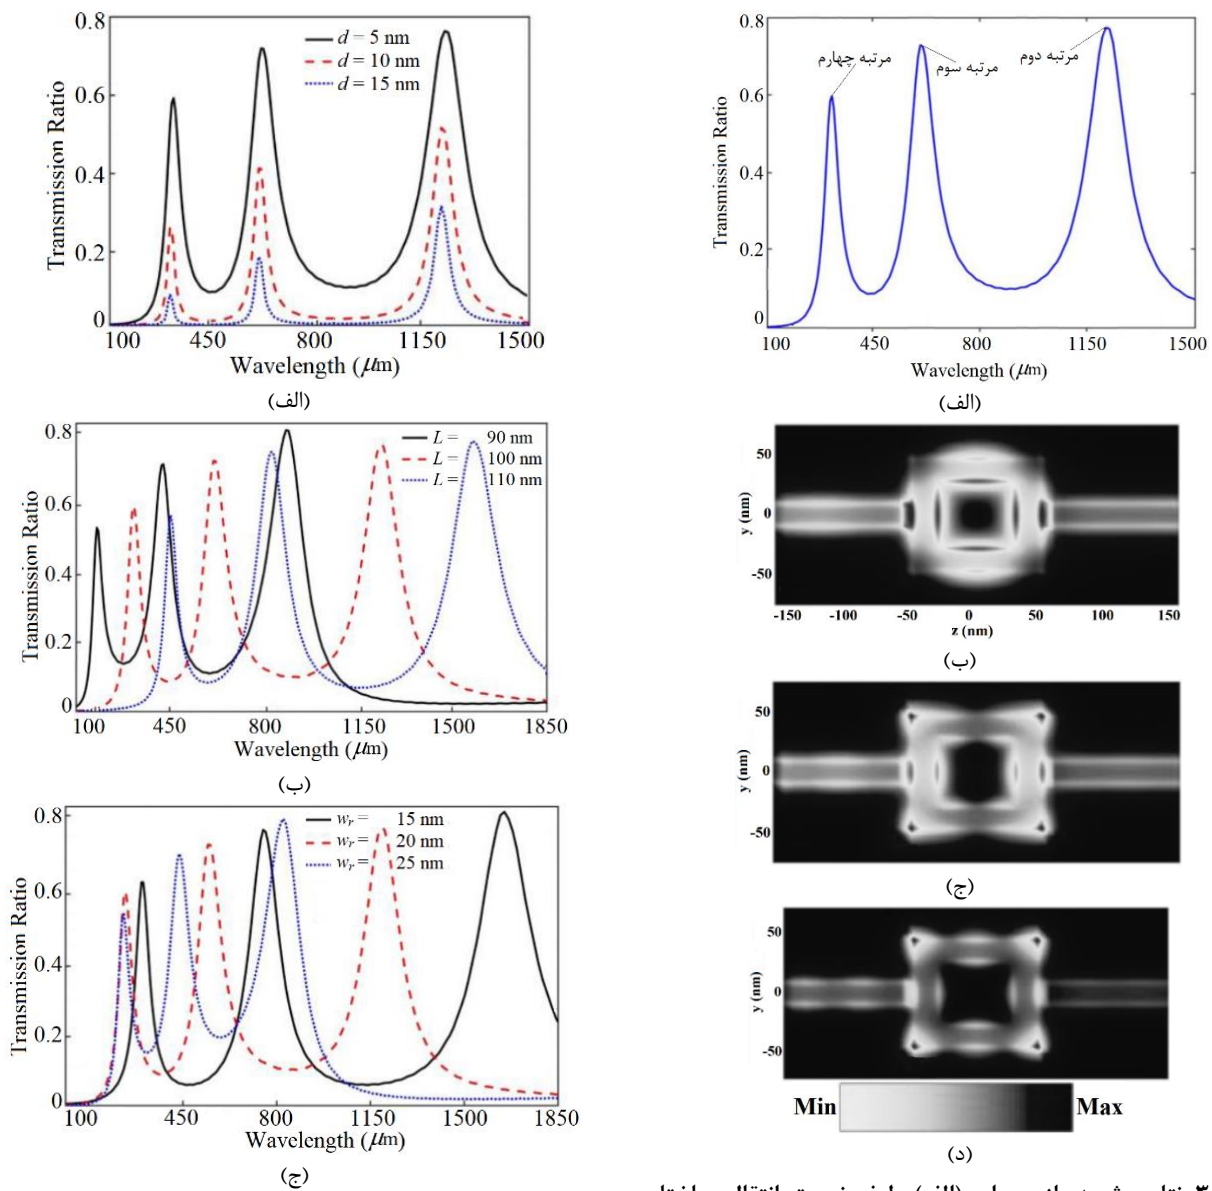 0.8
0.6
0.4
0.2
0
Transmission Ratio
d = 5 nm
d = 10 nm
d = 15 nm
100 450 800 1150 1500
Wavelength (μm)
(الف)
0.8
0.6
0.4
0.2
0
Transmission Ratio
L = 90 nm
L = 100 nm
L = 110 nm
100 450 800 1150 1500 1850
Wavelength (μm)
(ب)
0.8
0.6
0.4
0.2
0
Transmission Ratio
wr = 15 nm
wr = 20 nm
wr = 25 nm
100 450 800 1150 1500 1850
Wavelength (μm)
(ج)
0.8
0.6
0.4
0.2
0
Transmission Ratio
مرتبه چهارم
مرتبه سوم
مرتبه دوم
100 450 800 1150 1500
Wavelength (μm)
(الف)
50
0
-50
y (nm)
-150 -100 -50 0 50 100 150
z (nm)
(ب)
50
0
-50
y (nm)
(ج)
50
0
-50
y (nm)
Min Max
(د)